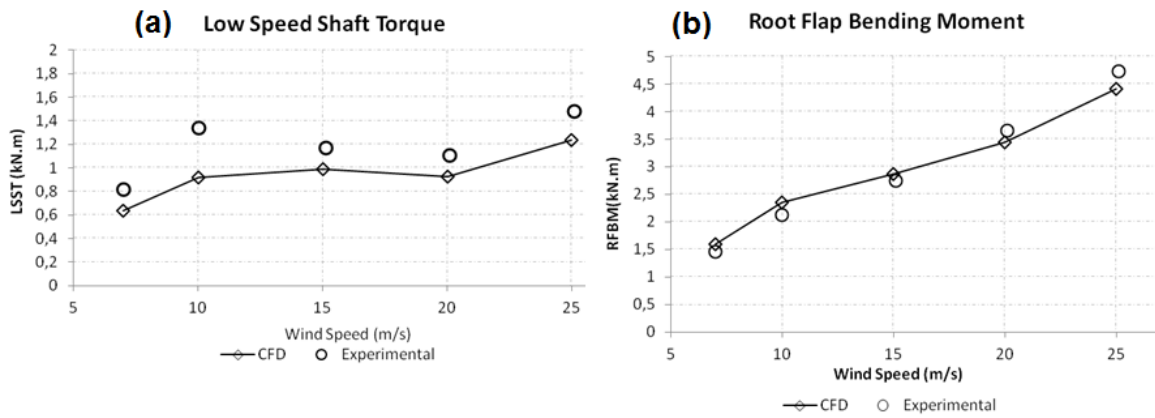 (a) Low Speed Shaft Torque
2
1,8
1,6
1,4
1,2
1
0,8
0,6
0,4
0,2
0
LSST (kN.m)
5 10 15 20 25
Wind Speed (m/s)
CFD Experimental
(b) Root Flap Bending Moment
5
4,5
4
3,5
3
2,5
2
1,5
1
0,5
0
RFBM(kN.m)
5 10 15 20 25
Wind Speed (m/s)
CFD Experimental